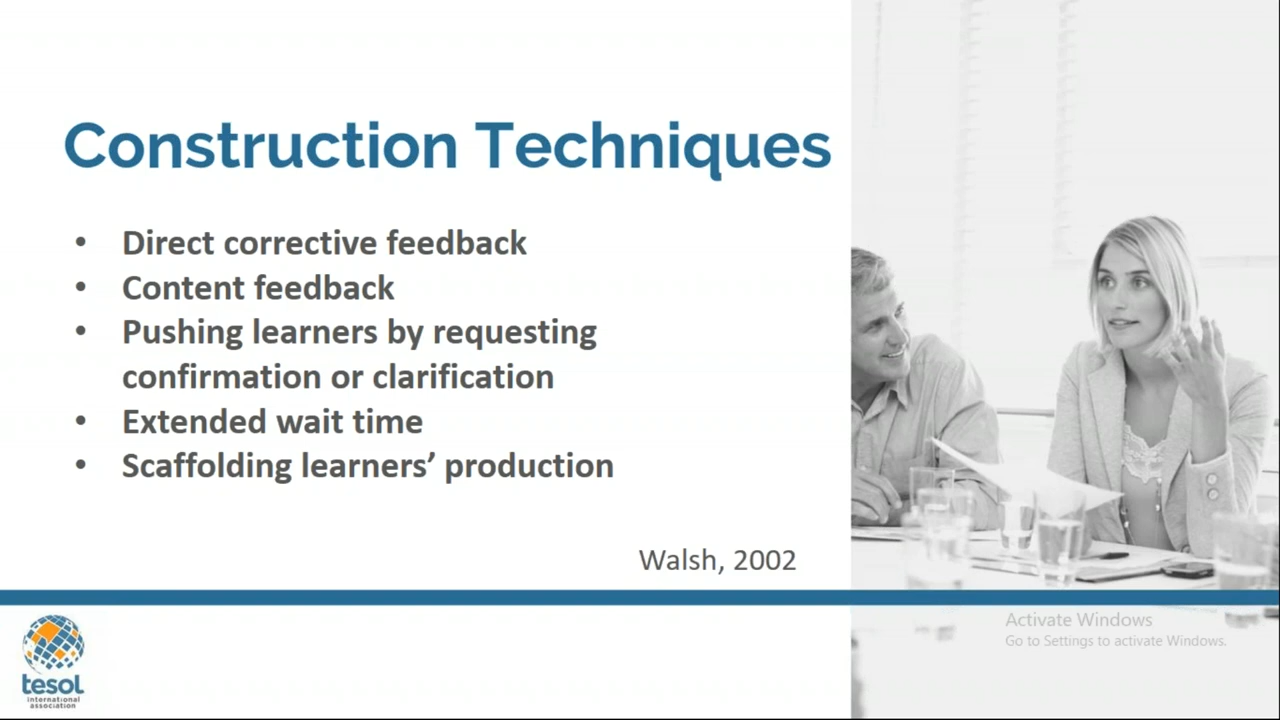 Construction Techniques
• Direct corrective feedback
• Content feedback
• Pushing learners by requesting
confirmation or clarification
• Extended wait time
• Scaffolding learners’ production
Walsh, 2002
Activate Windows
Go to Settings to activate Windows.
tesol
international
association